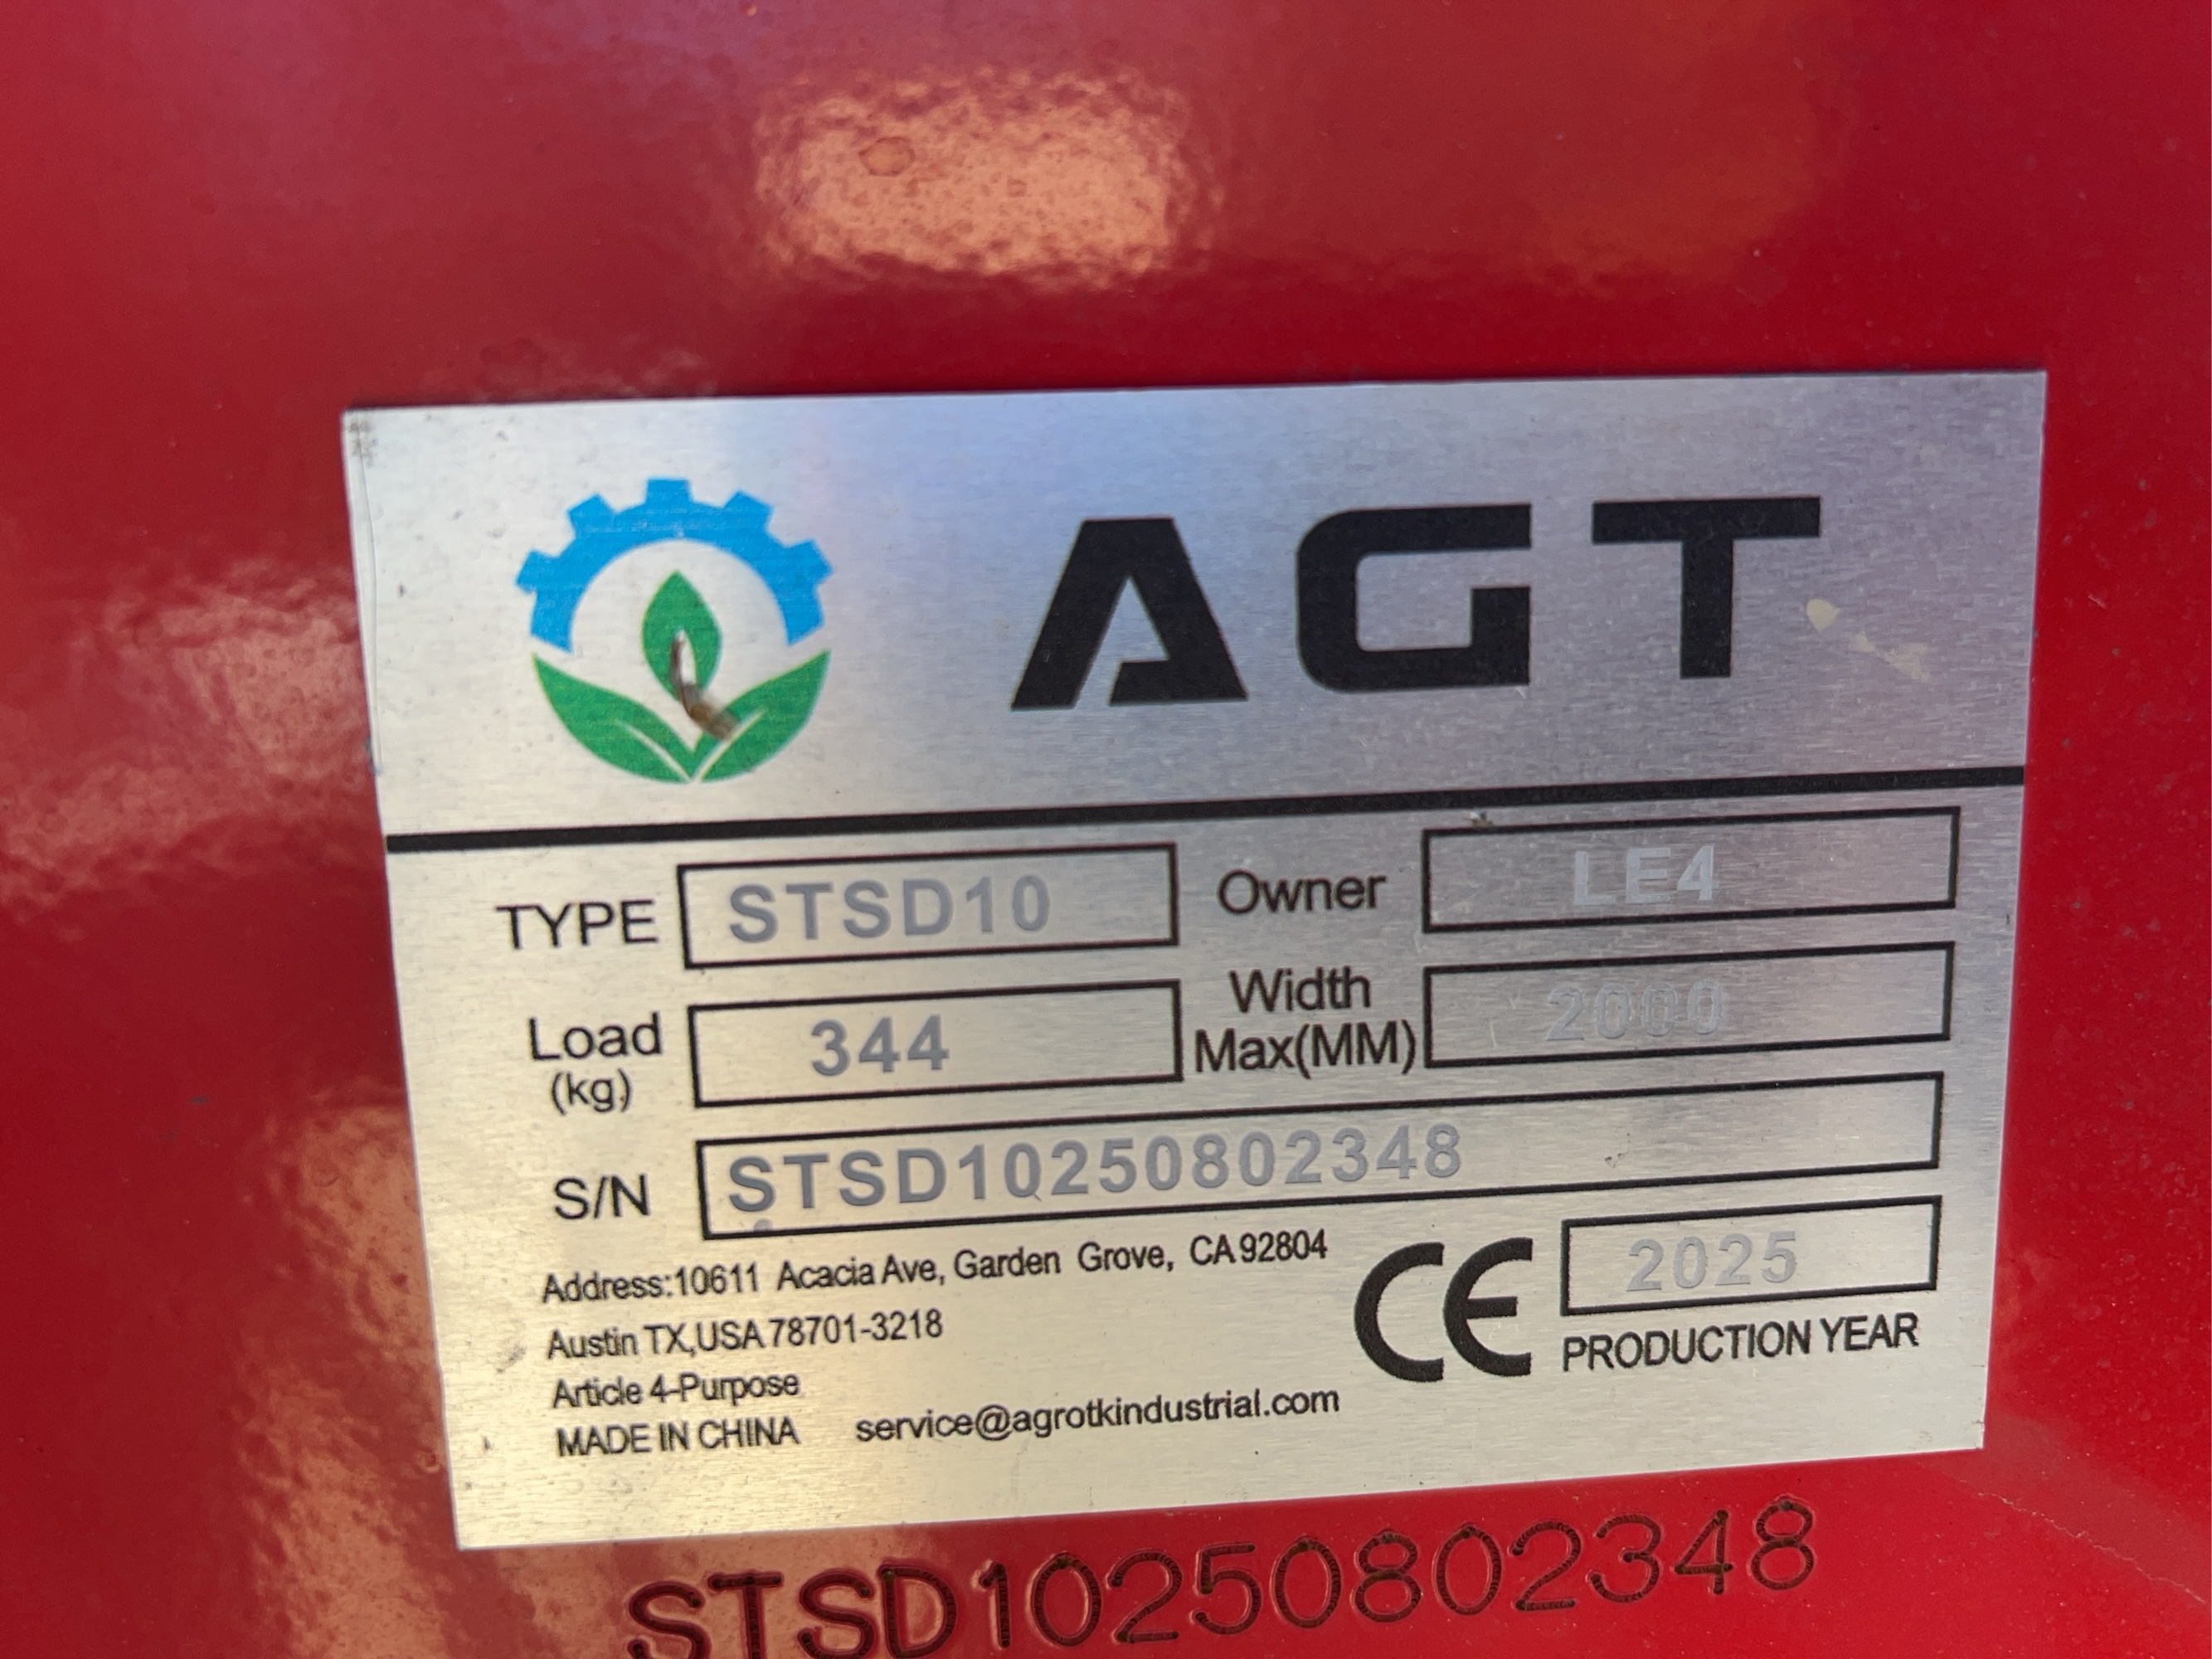 AGT
TYPE STSD10 Owner LE4
Load (kg) 344 Width Max(MM) 2000
S/N STSD10250802348
Address:10611 Acacia Ave, Garden Grove, CA 92804
Austin TX,USA 78701-3218
Article 4-Purpose
MADE IN CHINA service@agrotkindustrial.com
CE 2025
PRODUCTION YEAR
STSD10250802348